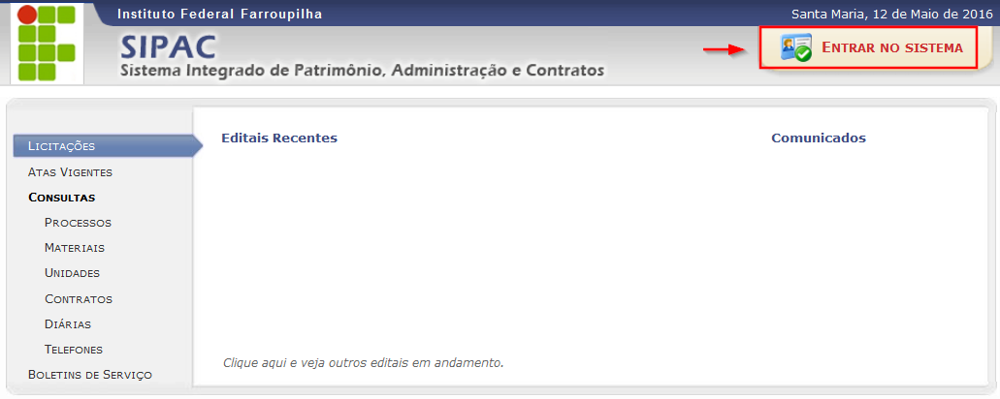 Instituto Federal Farroupilha
Santa Maria, 12 de Maio de 2016
SIPAC
Sistema Integrado de Patrimônio, Administração e Contratos
ENTRAR NO SISTEMA
LICITAÇÕES
ATAS VIGENTES
CONSULTAS
PROCESSOS
MATERIAIS
UNIDADES
CONTRATOS
DIÁRIAS
TELEFONES
BOLETINS DE SERVIÇO
Editais Recentes
Comunicados
Clique aqui e veja outros editais em andamento.